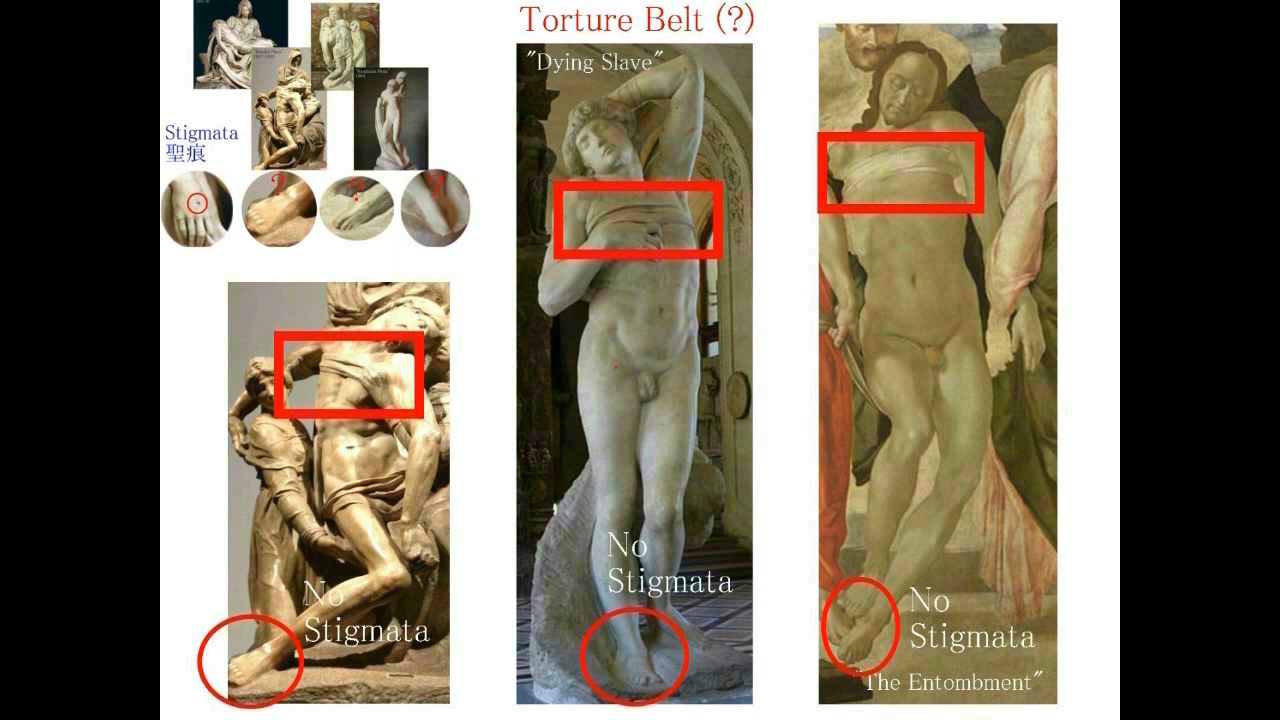 Torture Belt (?)
"Dying Slave"
Stigmata
聖痕
?
?
?
No
Stigmata
No
Stigmata
No
Stigmata
"The Entombment"